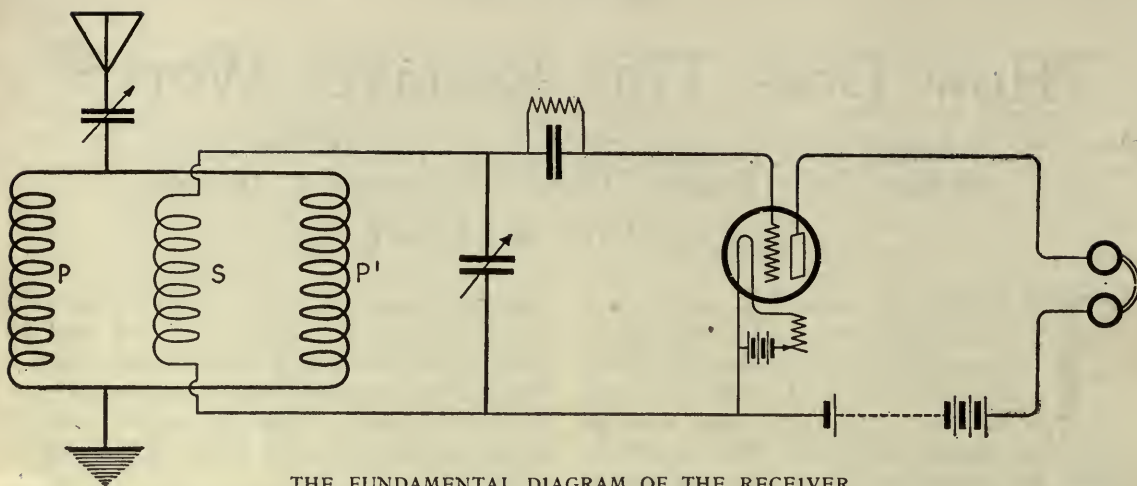 P
S
P'
THE FUNDAMENTAL DIAGRAM OF THE RECEIVER